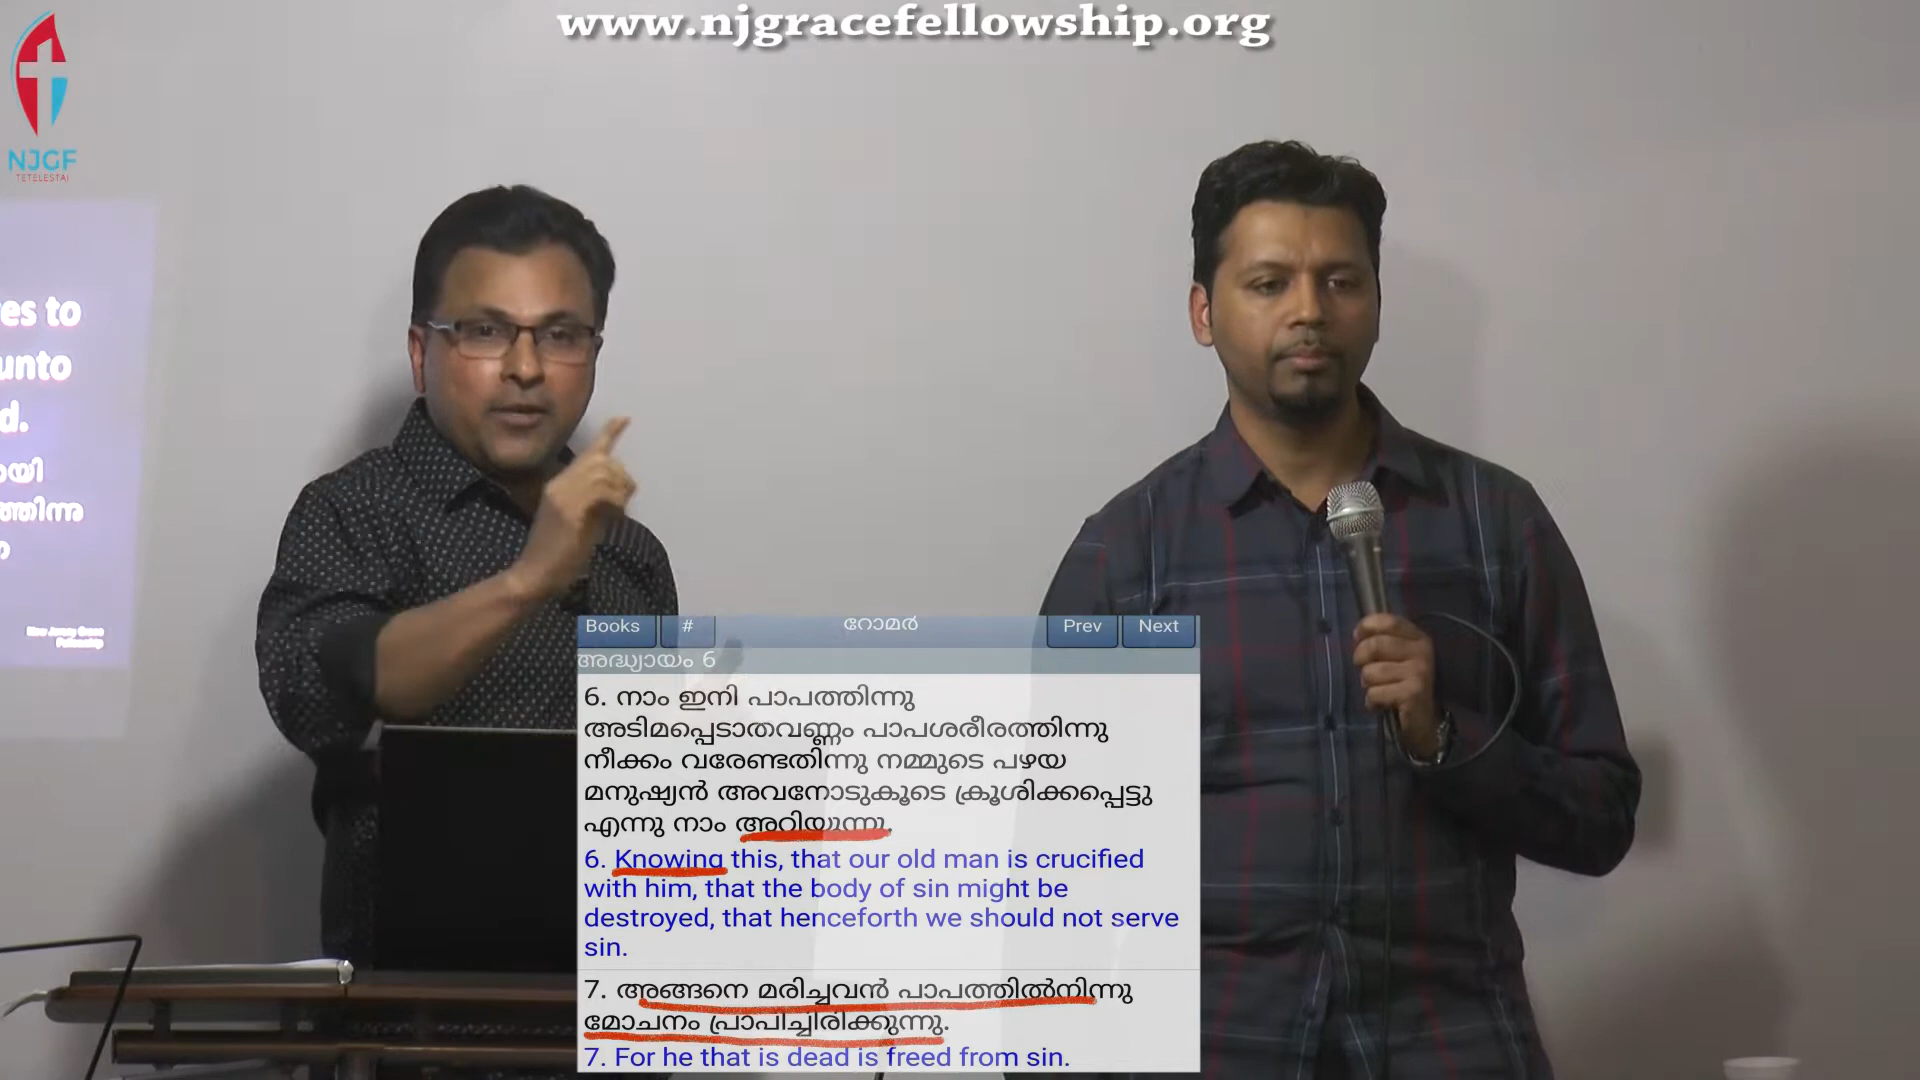 www.njgracefellowship.org
NJGF
TETELESTAI
es to
unto
d.
ായി
ത്തിന്നു
New Jersey Grace
Fellowship
Books # റോമർ Prev Next
അദ്ധ്യായം 6
6. നാം ഇനി പാപത്തിന്നു
അടിമപ്പെടാതവണ്ണം പാപശരീരത്തിന്നു
നീക്കം വരേണ്ടതിന്നു നമ്മുടെ പഴയ
മനുഷ്യൻ അവനോടുകൂടെ ക്രൂശിക്കപ്പെട്ടു
എന്നു നാം അറിയുന്നു.
6. Knowing this, that our old man is crucified
with him, that the body of sin might be
destroyed, that henceforth we should not serve
sin.
7. അങ്ങനെ മരിച്ചവൻ പാപത്തിൽനിന്നു
മോചനം പ്രാപിച്ചിരിക്കുന്നു.
7. For he that is dead is freed from sin.